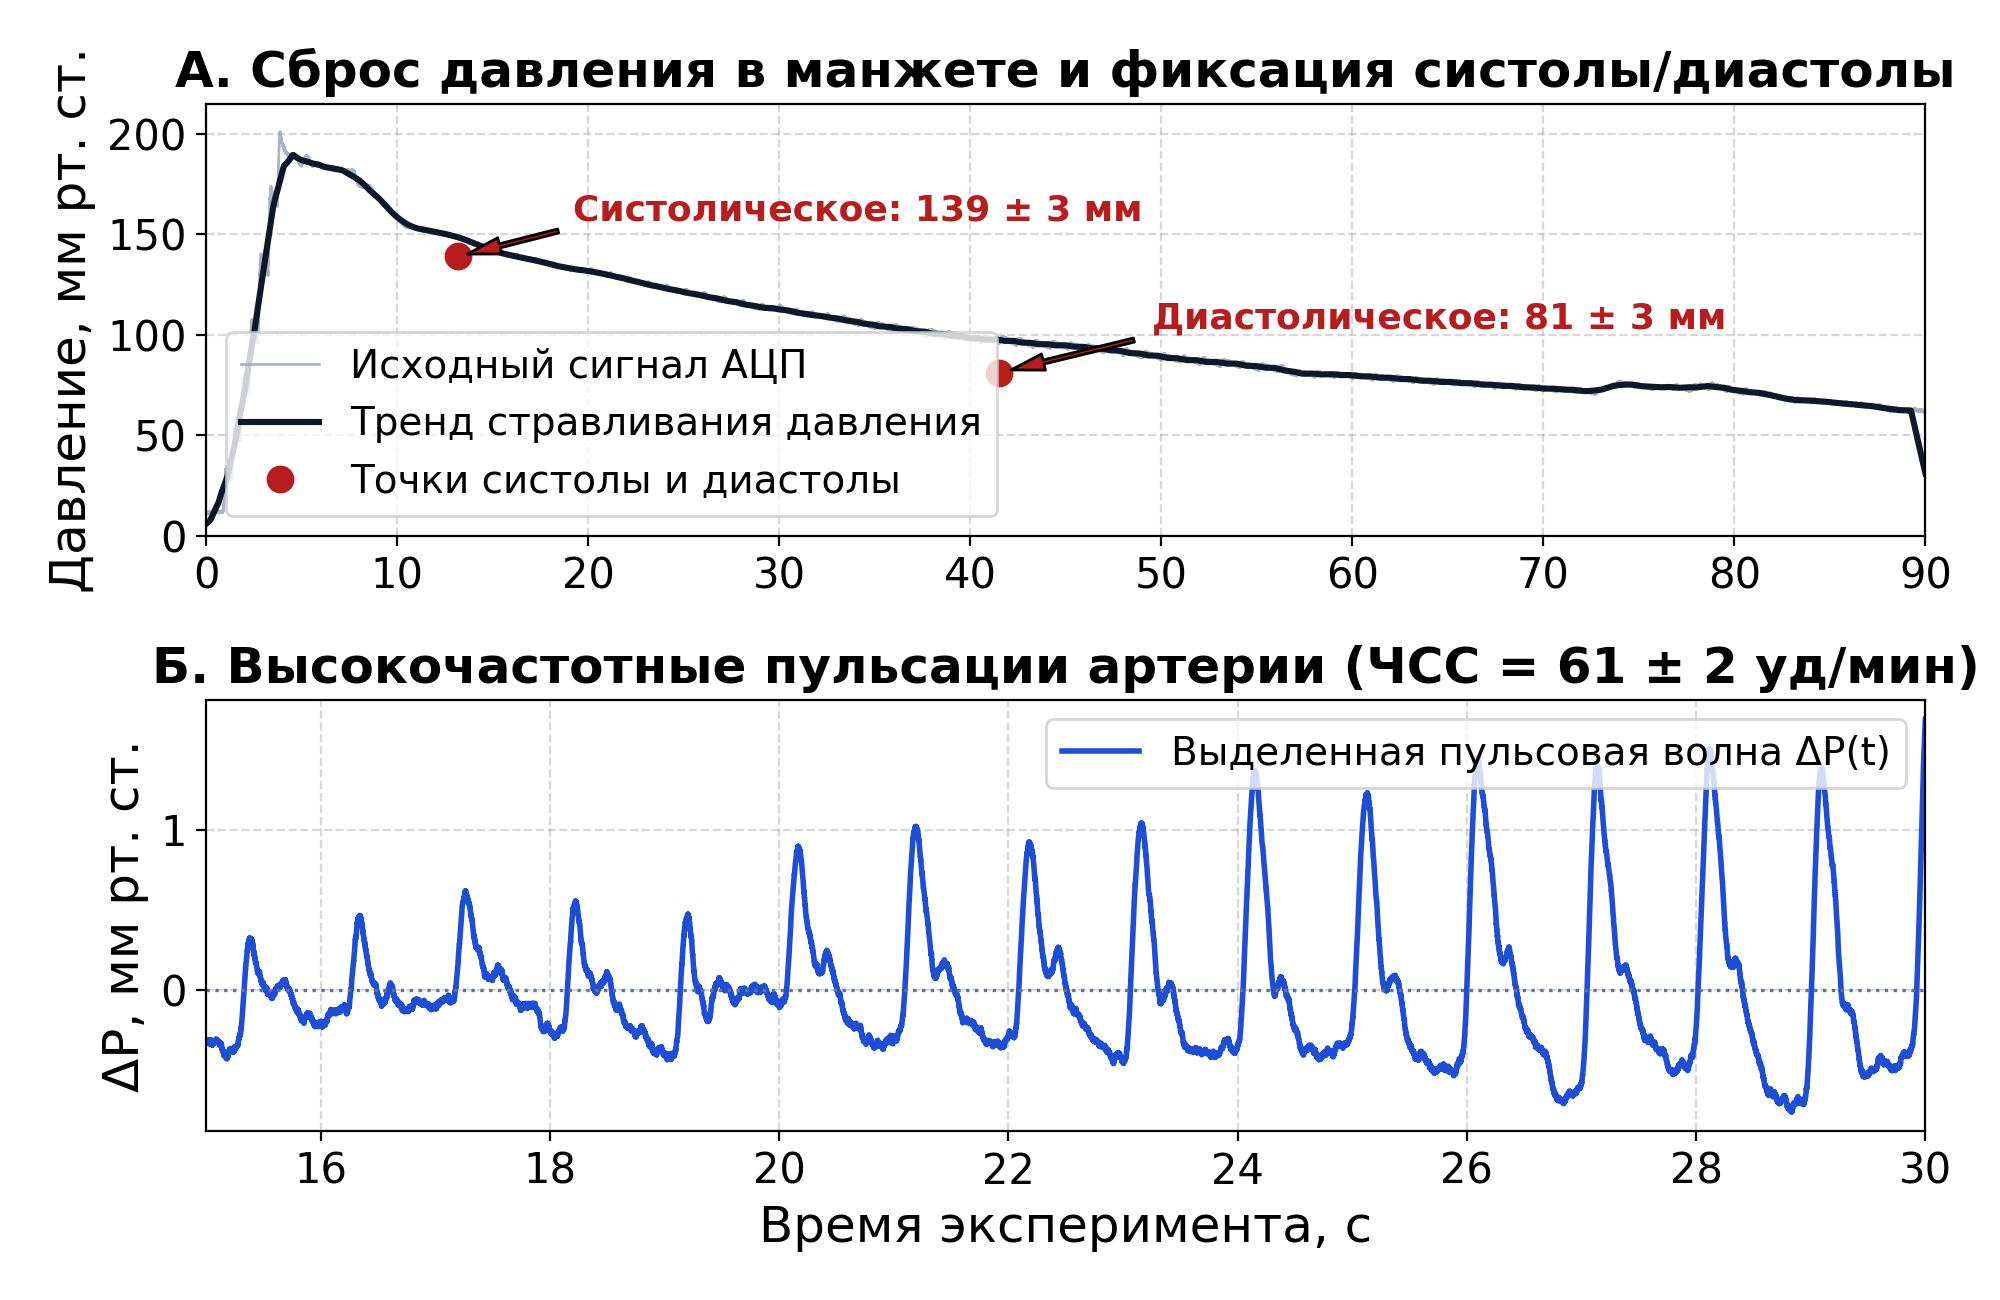 А. Сброс давления в манжете и фиксация систолы/диастолы
Давление, мм рт. ст.
200
150
100
50
0
Систолическое: 139 ± 3 мм
Диастолическое: 81 ± 3 мм
Исходный сигнал АЦП
Тренд стравливания давления
Точки систолы и диастолы
0 10 20 30 40 50 60 70 80 90
Б. Высокочастотные пульсации артерии (ЧСС = 61 ± 2 уд/мин)
ΔP, мм рт. ст.
1
0
Выделенная пульсовая волна ΔP(t)
16 18 20 22 24 26 28 30
Время эксперимента, с